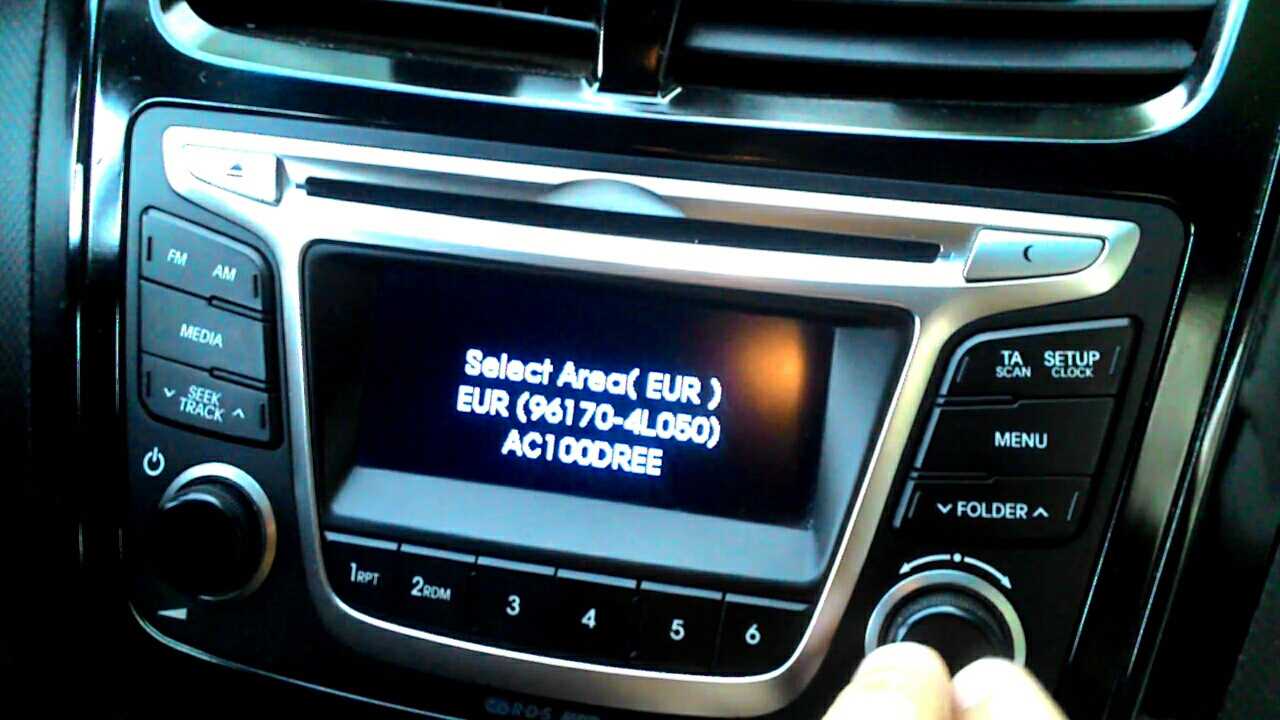 FM AM
MEDIA
SEEK
TRACK
Select Area( EUR )
EUR (96170-4L050)
AC100DREE
TA
SCAN
SETUP
CLOCK
MENU
FOLDER
1RPT
2RDM
3
4
5
6
R·D·S